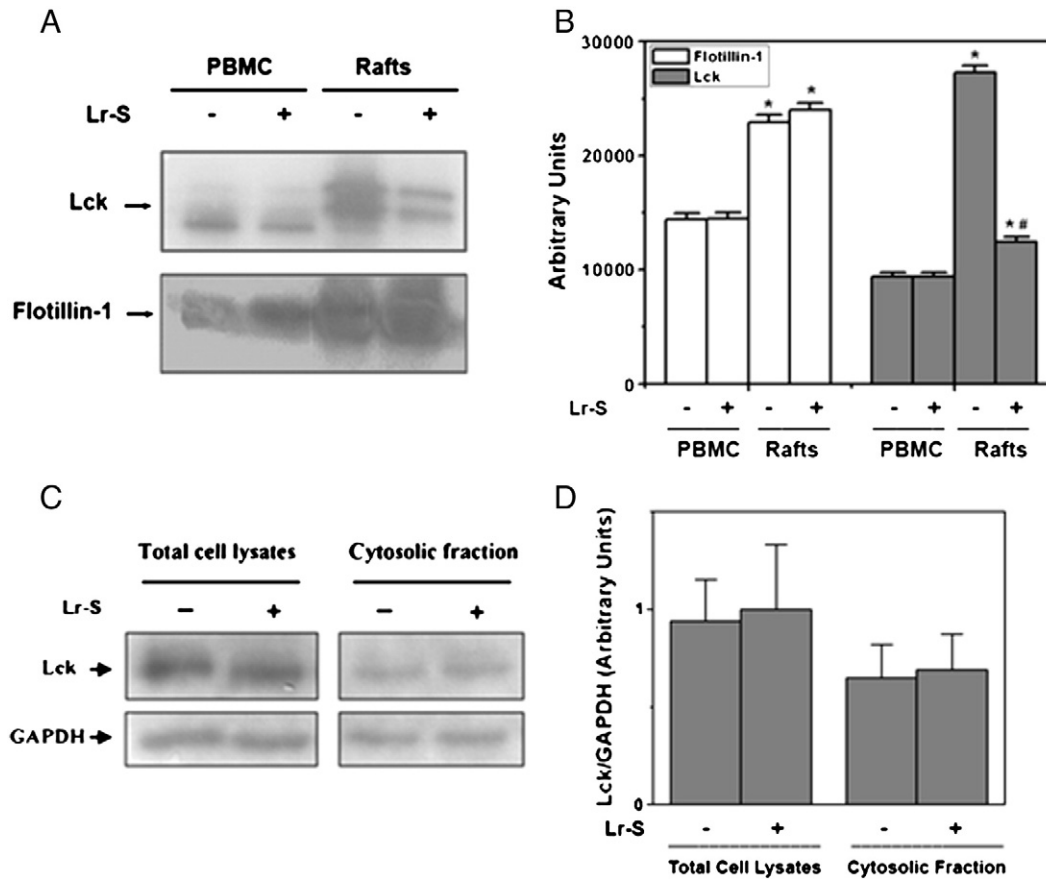 A
PBMC Rafts
Lr-S - + - +
Lck
Flotillin-1
B
30000
20000
10000
0
Arbitrary Units
Flotillin-1
Lck
* *
*
* #
Lr-S - + - + - + - +
PBMC Rafts PBMC Rafts
C
Total cell lysates Cytosolic fraction
Lr-S - + - +
Lck
GAPDH
D
Lck/GAPDH (Arbitrary Units)
1
0
Lr-S - + - +
Total Cell Lysates Cytosolic Fraction